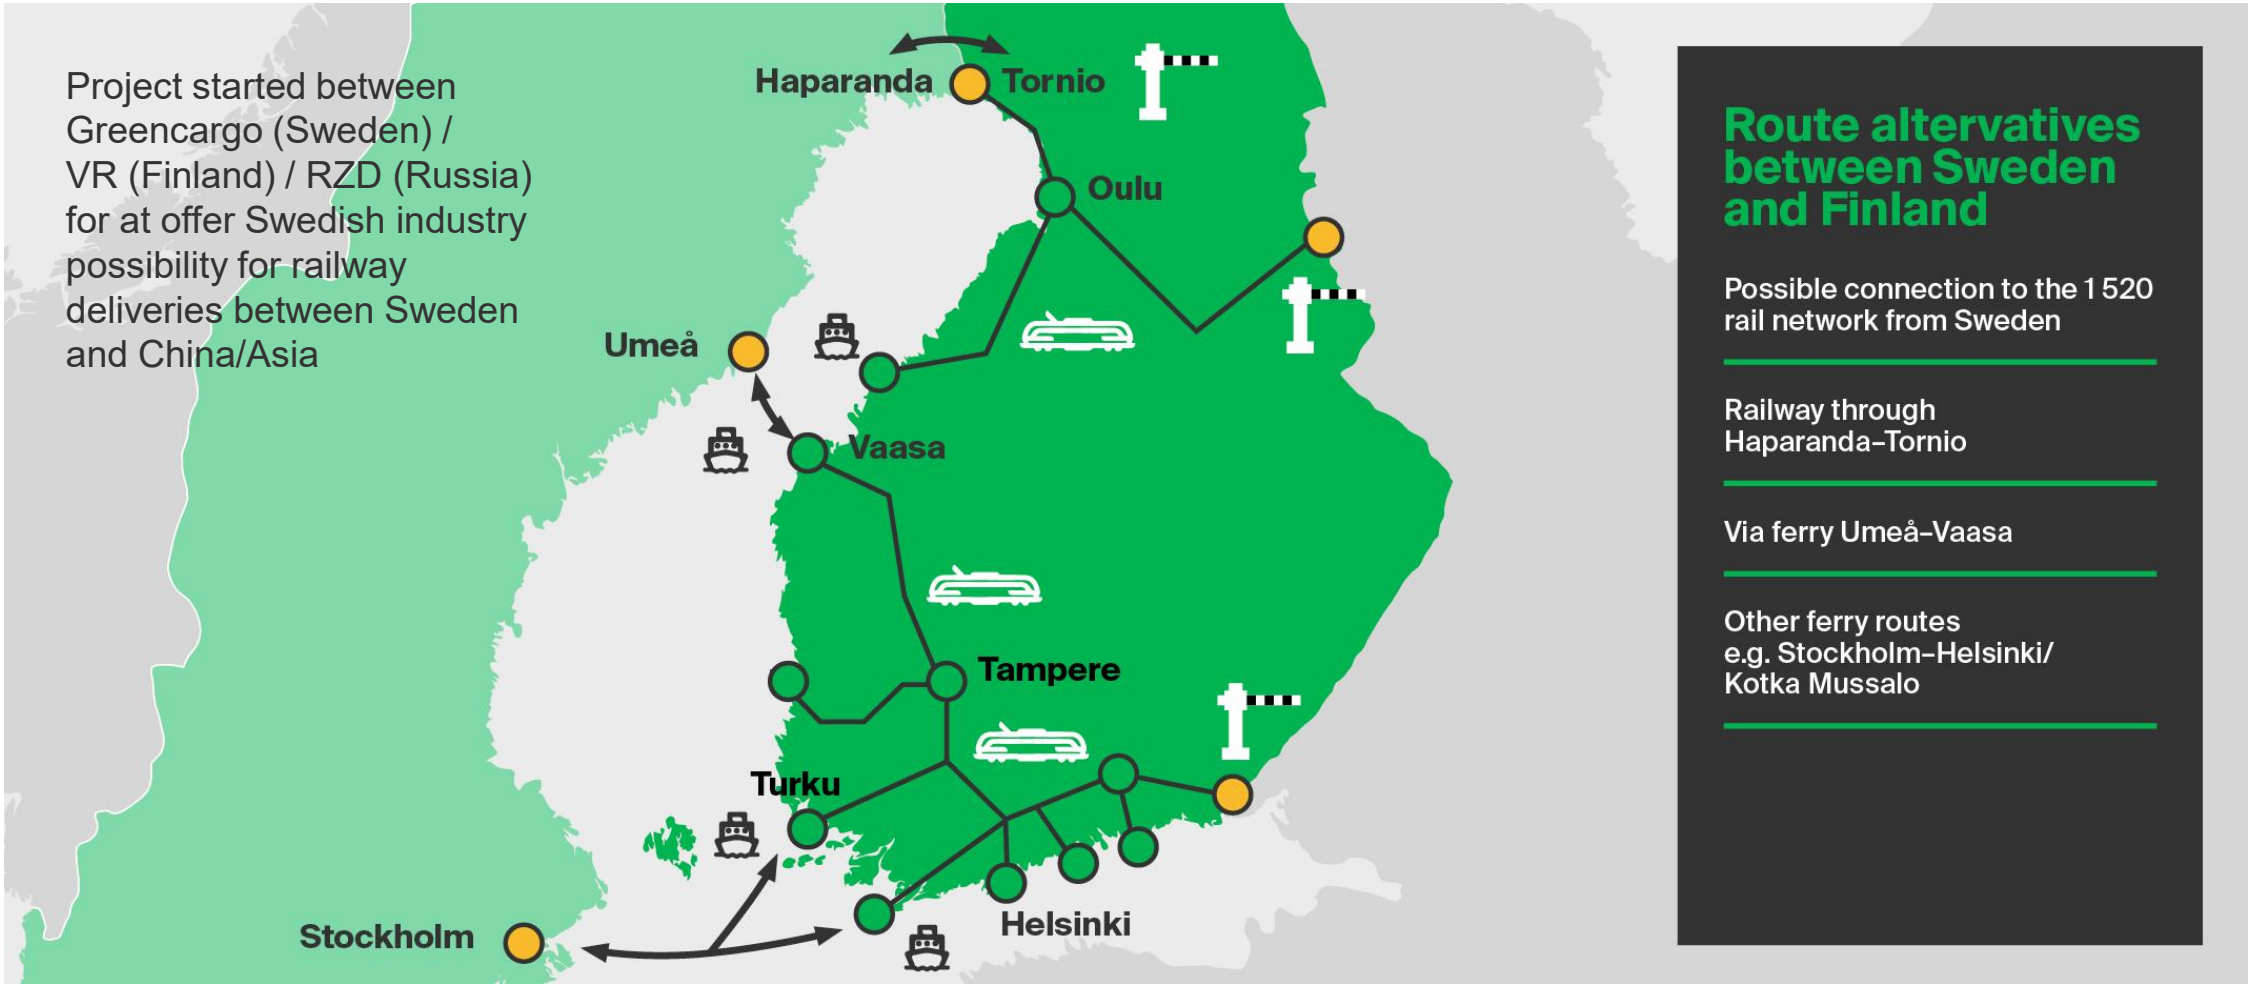 Project started between
Greencargo (Sweden) /
VR (Finland) / RZD (Russia)
for at offer Swedish industry
possibility for railway
deliveries between Sweden
and China/Asia
Haparanda
Tornio
Oulu
Umeå
Vaasa
Tampere
Turku
Helsinki
Stockholm
Route altervatives
between Sweden
and Finland
Possible connection to the 1 520
rail network from Sweden
Railway through
Haparanda–Tornio
Via ferry Umeå–Vaasa
Other ferry routes
e.g. Stockholm–Helsinki/
Kotka Mussalo